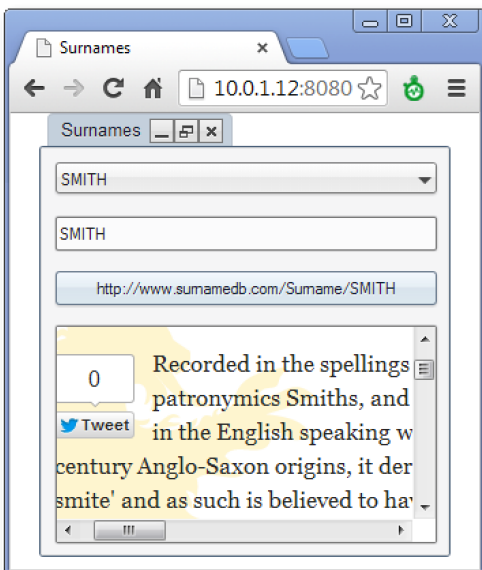 Surnames
10.0.1.12:8080
Surnames
SMITH
SMITH
http://www.surnamedb.com/Surname/SMITH
0
Tweet
Recorded in the spellings
patronymics Smiths, and
in the English speaking w
century Anglo-Saxon origins, it der
smite' and as such is believed to hav